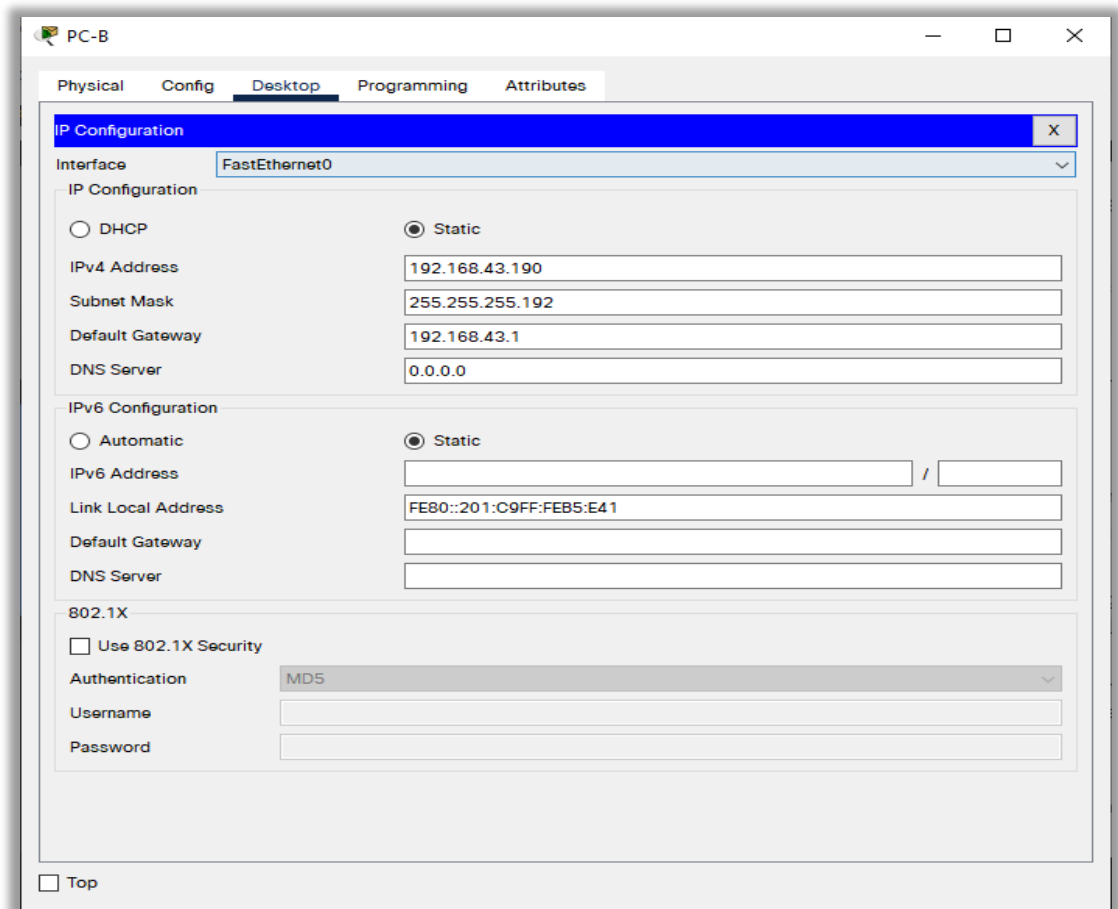 PC-B
Physical Config Desktop Programming Attributes
IP Configuration X
Interface FastEthernet0
IP Configuration
DHCP Static
IPv4 Address 192.168.43.190
Subnet Mask 255.255.255.192
Default Gateway 192.168.43.1
DNS Server 0.0.0.0
IPv6 Configuration
Automatic Static
IPv6 Address /
Link Local Address FE80::201:C9FF:FEB5:E41
Default Gateway
DNS Server
802.1X
Use 802.1X Security
Authentication MD5
Username
Password
Top